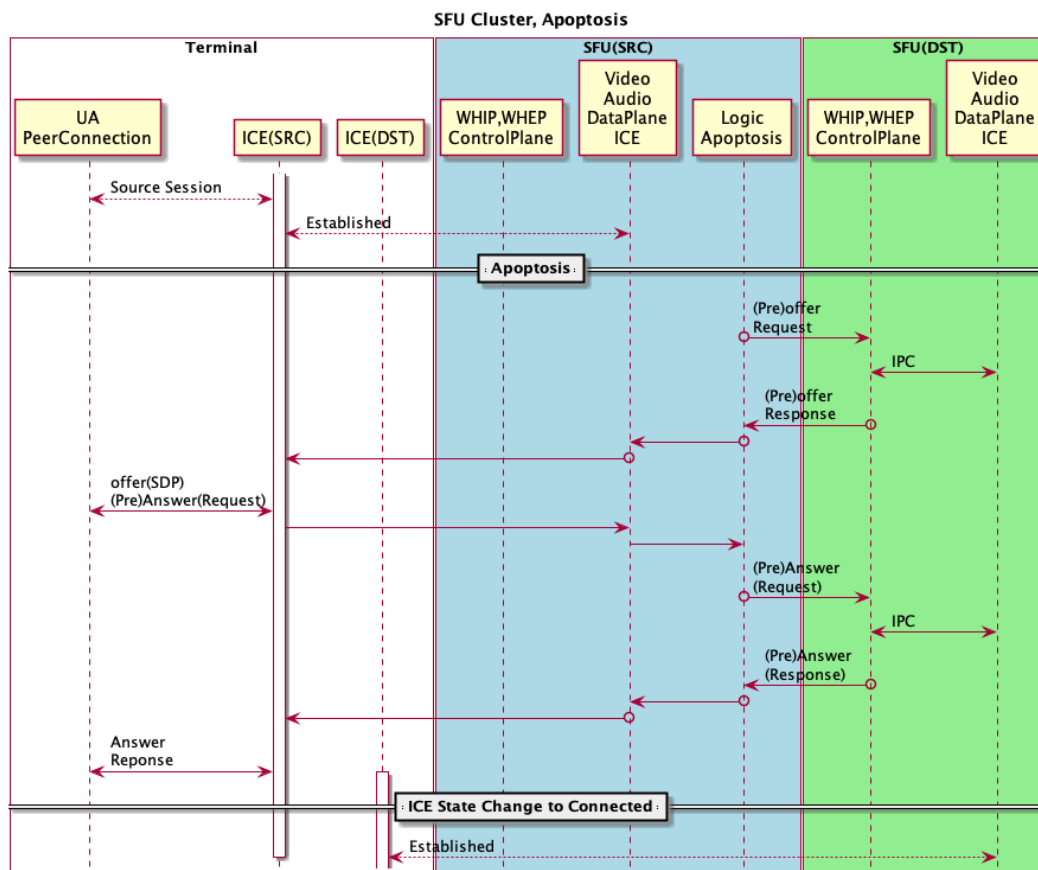 SFU Cluster, Apoptosis
Terminal
SFU(SRC)
SFU(DST)
UA
PeerConnection
ICE(SRC)
ICE(DST)
WHIP,WHEP
ControlPlane
Video
Audio
DataPlane
ICE
Logic
Apoptosis
WHIP,WHEP
ControlPlane
Video
Audio
DataPlane
ICE
Source Session
Established
Apoptosis
(Pre)offer
Request
IPC
(Pre)offer
Response
offer(SDP)
(Pre)Answer(Request)
(Pre)Answer
(Request)
IPC
(Pre)Answer
(Response)
Answer
Reponse
ICE State Change to Connected
Established